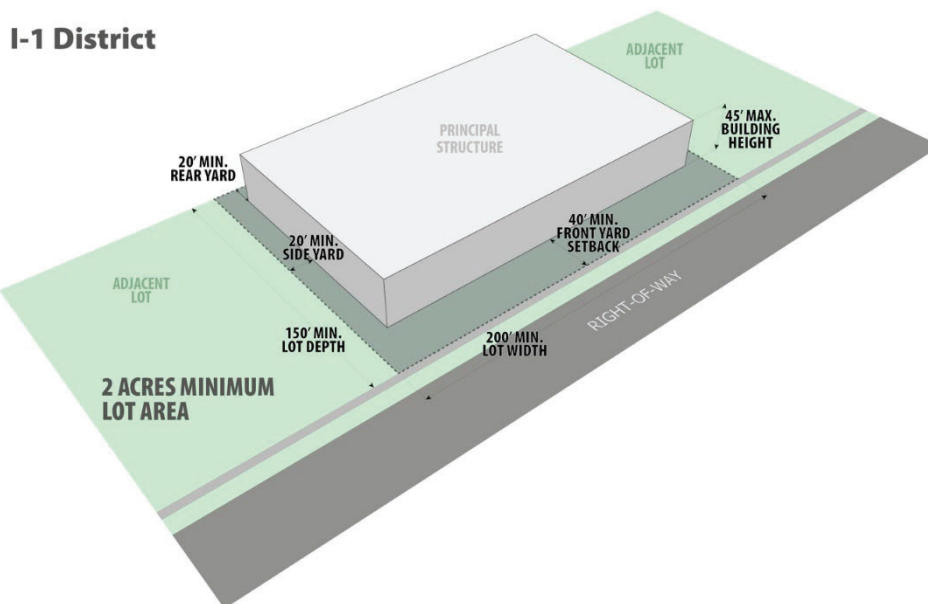 I-1 District
ADJACENT
LOT
45' MAX.
BUILDING
HEIGHT
PRINCIPAL
STRUCTURE
20' MIN.
REAR YARD
40' MIN.
FRONT YARD
SETBACK
20' MIN.
SIDE YARD
ADJACENT
LOT
RIGHT-OF-WAY
150' MIN.
LOT DEPTH
200' MIN.
LOT WIDTH
2 ACRES MINIMUM
LOT AREA